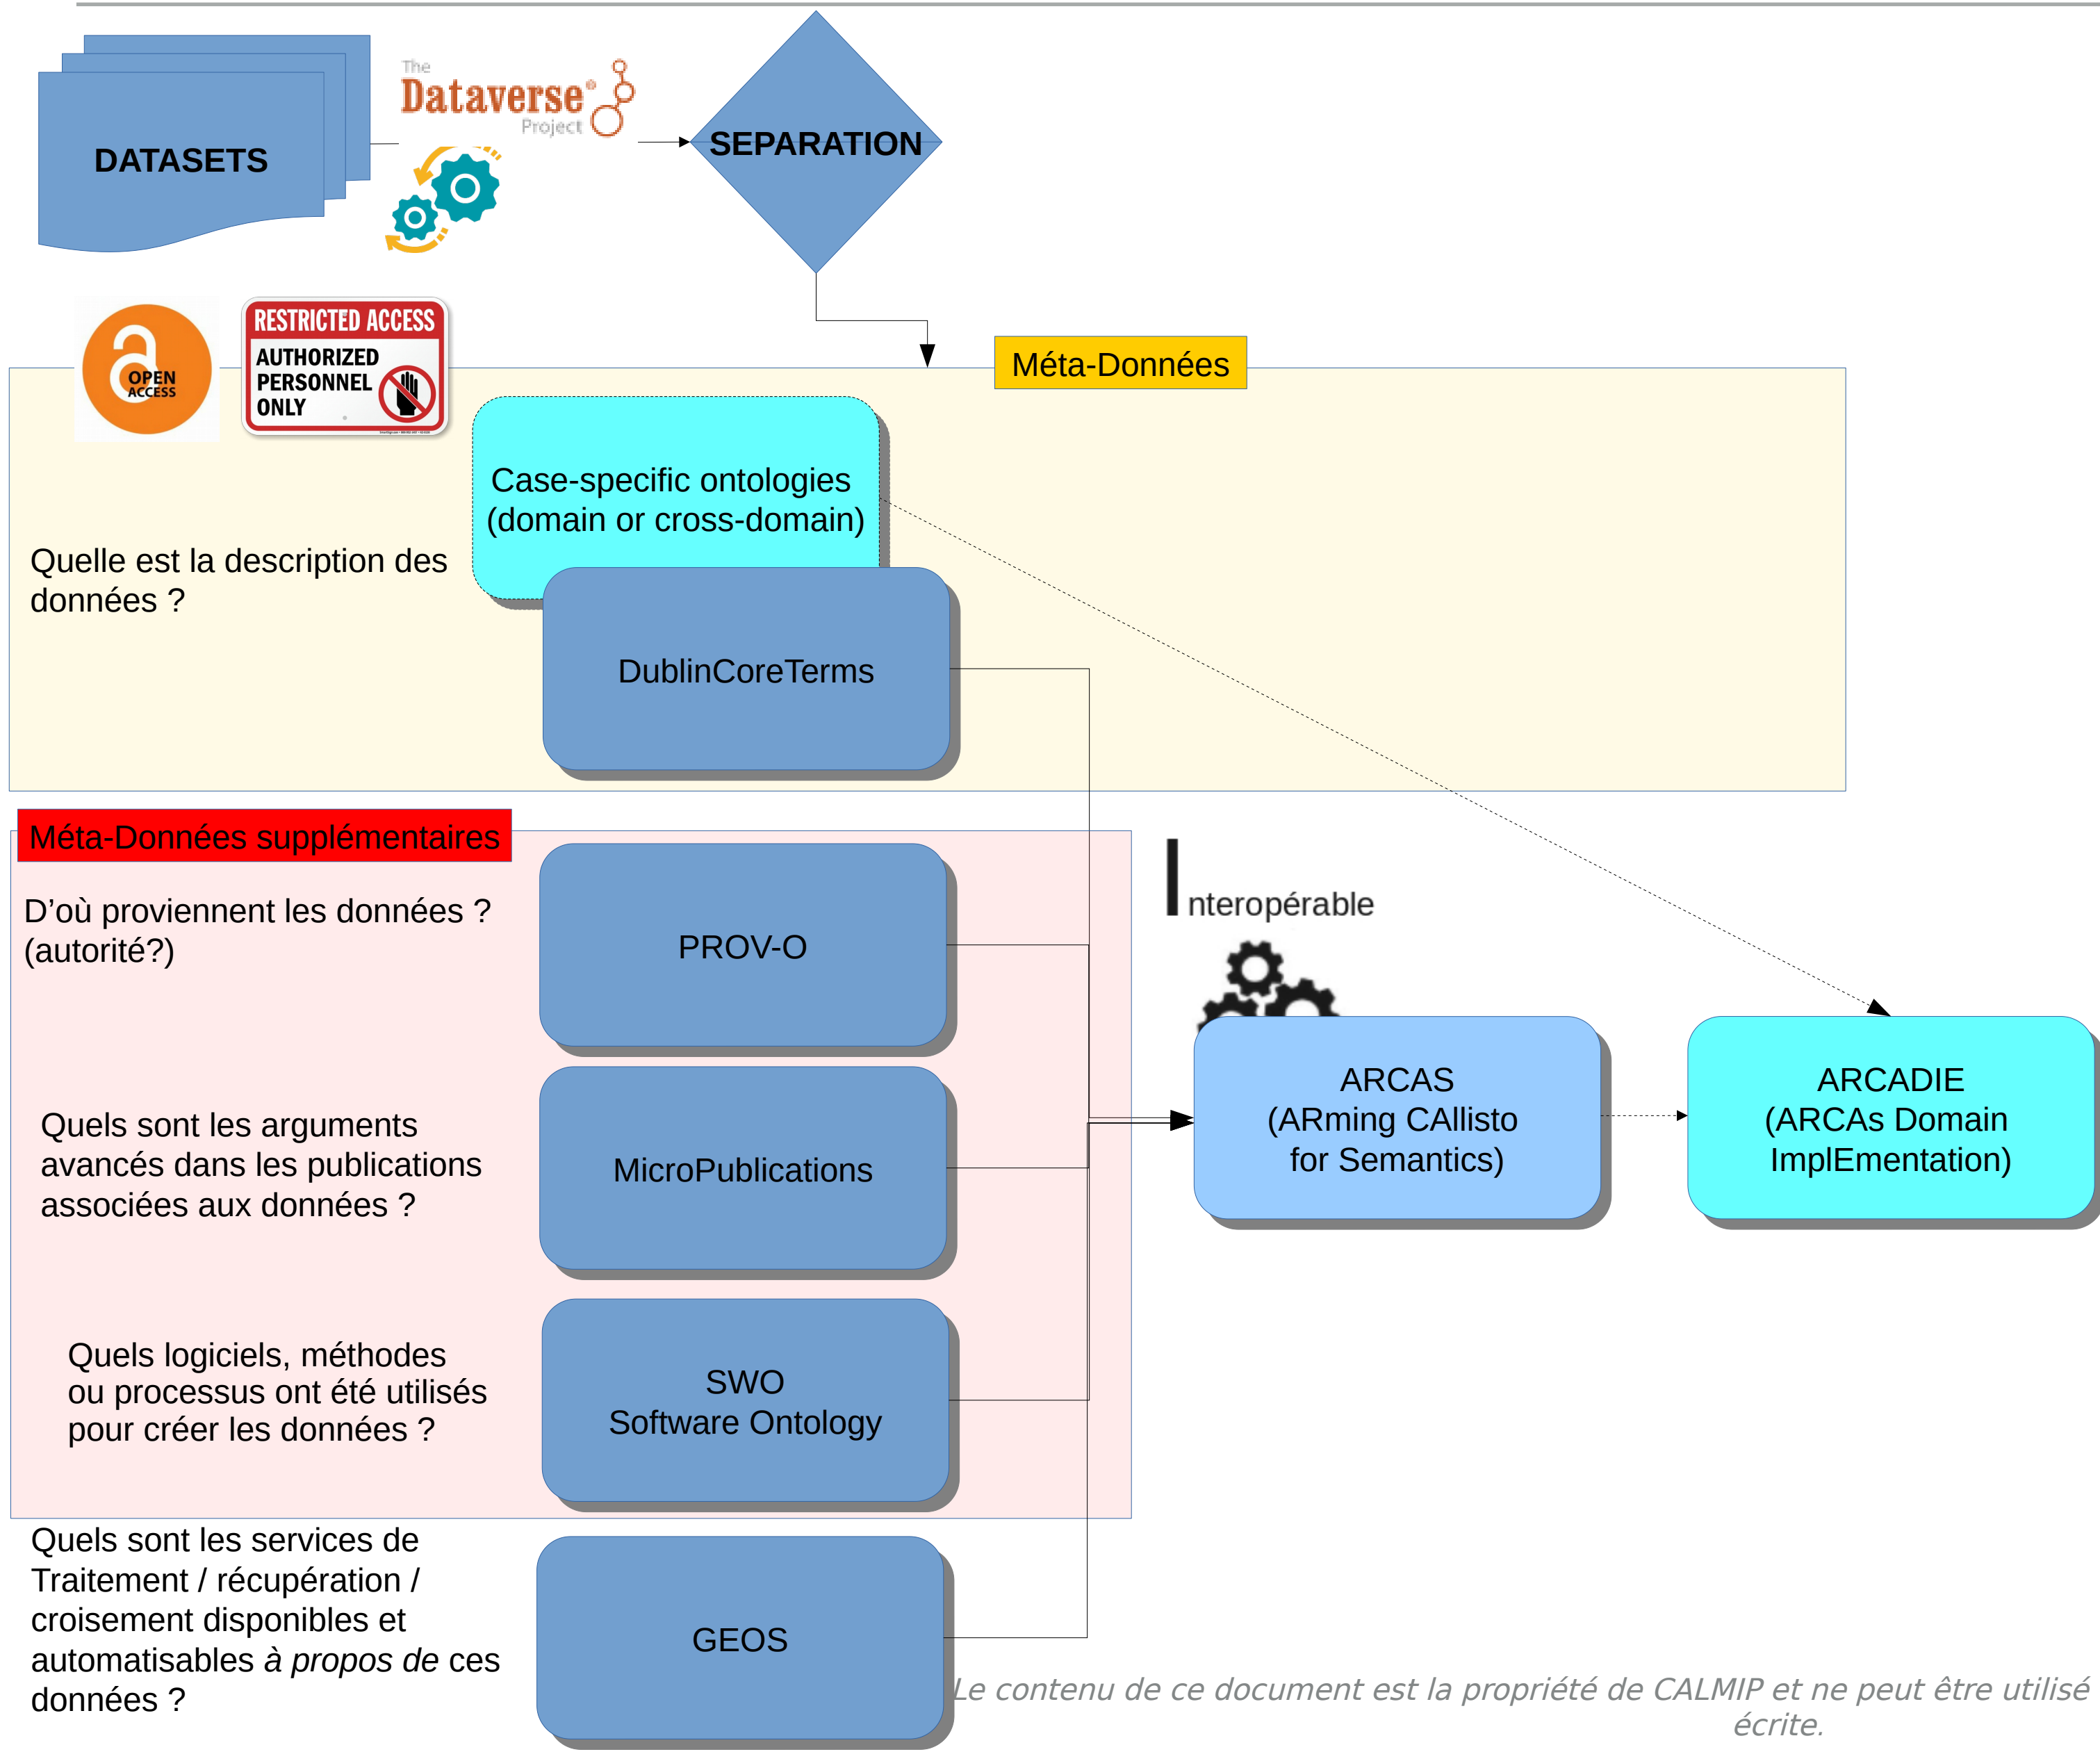 The
Dataverse®
Project
DATASETS
SEPARATION
OPEN
ACCESS
RESTRICTED ACCESS
AUTHORIZED
PERSONNEL
ONLY
Méta-Données
Case-specific ontologies
(domain or cross-domain)
Quelle est la description des
données ?
DublinCoreTerms
Méta-Données supplémentaires
D’où proviennent les données ?
(autorité?)
PROV-O
Interopérable
Quels sont les arguments
avancés dans les publications
associées aux données ?
MicroPublications
ARCAS
(ARming CAllisto
for Semantics)
ARCADIE
(ARCAs Domain
ImplEmentation)
Quels logiciels, méthodes
ou processus ont été utilisés
pour créer les données ?
SWO
Software Ontology
Quels sont les services de
Traitement / récupération /
croisement disponibles et
automatisables à propos de ces
données ?
GEOS
Le contenu de ce document est la propriété de CALMIP et ne peut être utilisé
écrite.